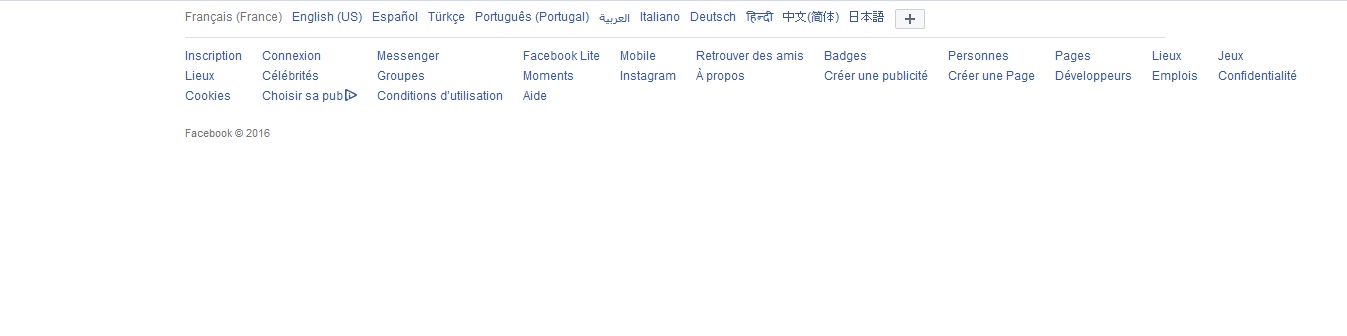 Français (France) English (US) Español Türkçe Português (Portugal) العربية Italiano Deutsch हिन्दी 中文(简体) 日本語 +
Inscription Connexion Messenger Facebook Lite Mobile Retrouver des amis Badges Personnes Pages Lieux Jeux
Lieux Célébrités Groupes Moments Instagram À propos Créer une publicité Créer une Page Développeurs Emplois Confidentialité
Cookies Choisir sa pub Conditions d'utilisation Aide
Facebook © 2016